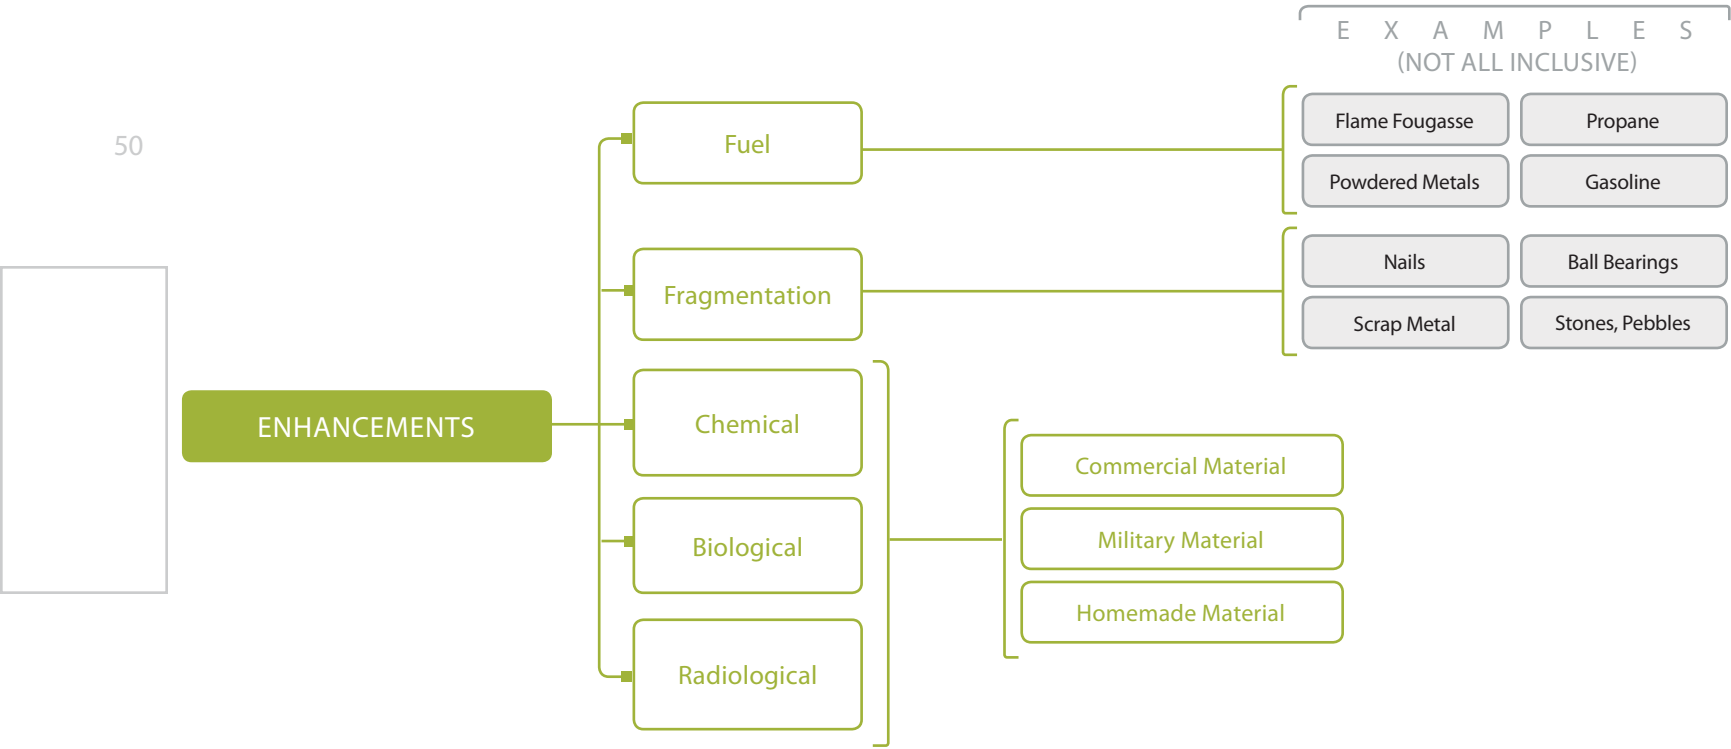 E X A M P L E S
(NOT ALL INCLUSIVE)
50
Fuel
Flame Fougasse
Propane
Powdered Metals
Gasoline
Fragmentation
Nails
Ball Bearings
Scrap Metal
Stones, Pebbles
ENHANCEMENTS
Chemical
Biological
Radiological
Commercial Material
Military Material
Homemade Material